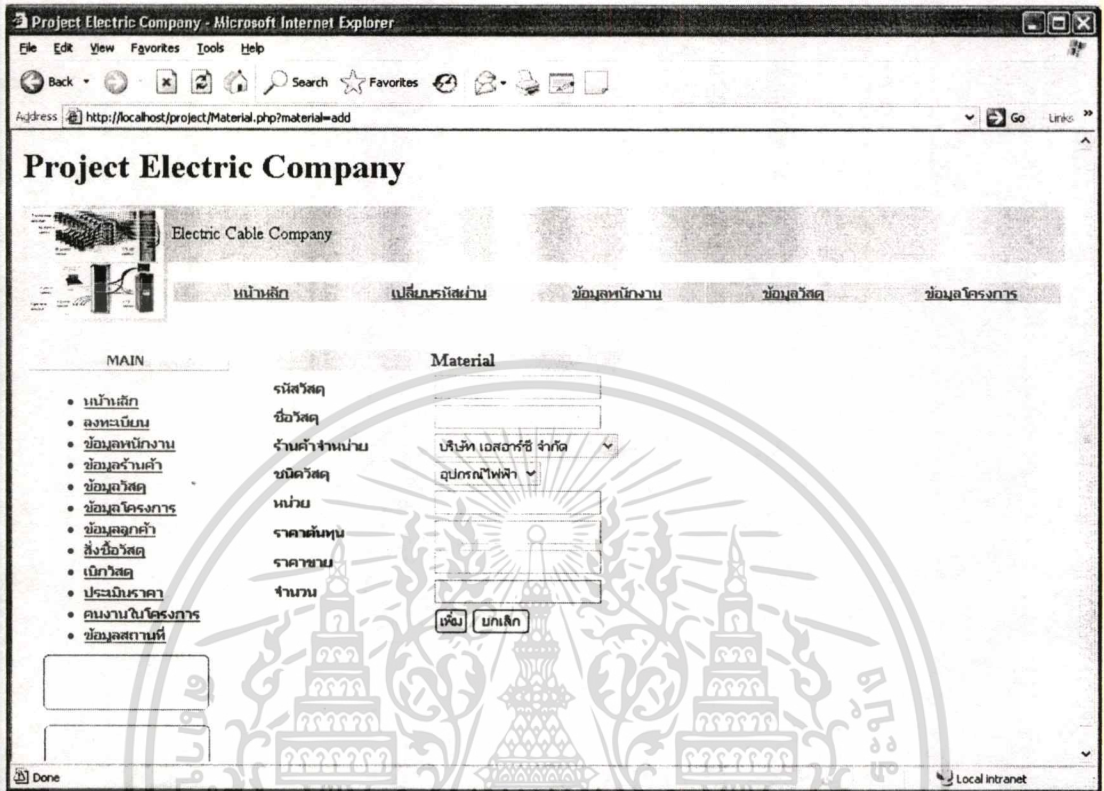 Project Electric Company - Microsoft Internet Explorer
File Edit View Favorites Tools Help
Back Search Favorites
Address http://localhost/project/Material.php?material=add Go Links »
Project Electric Company
Electric Cable Company
หน้าหลัก เปลี่ยนรหัสผ่าน ข้อมูลพนักงาน ข้อมูลวัสดุ ข้อมูลโครงการ
MAIN
หน้าหลัก
ลงทะเบียน
ข้อมูลพนักงาน
ข้อมูลร้านค้า
ข้อมูลวัสดุ
ข้อมูลโครงการ
ข้อมูลลูกค้า
สั่งซื้อวัสดุ
เบิกวัสดุ
ประเมินราคา
คนงานในโครงการ
ข้อมูลสถานที่
Material
รหัสวัสดุ
ชื่อวัสดุ
ร้านค้าจำหน่าย บริษัท เอสอาร์ซี จำกัด
ชนิดวัสดุ อุปกรณ์ไฟฟ้า
หน่วย
ราคาต้นทุน
ราคาขาย
จำนวน
เพิ่ม ยกเลิก
Done Local intranet